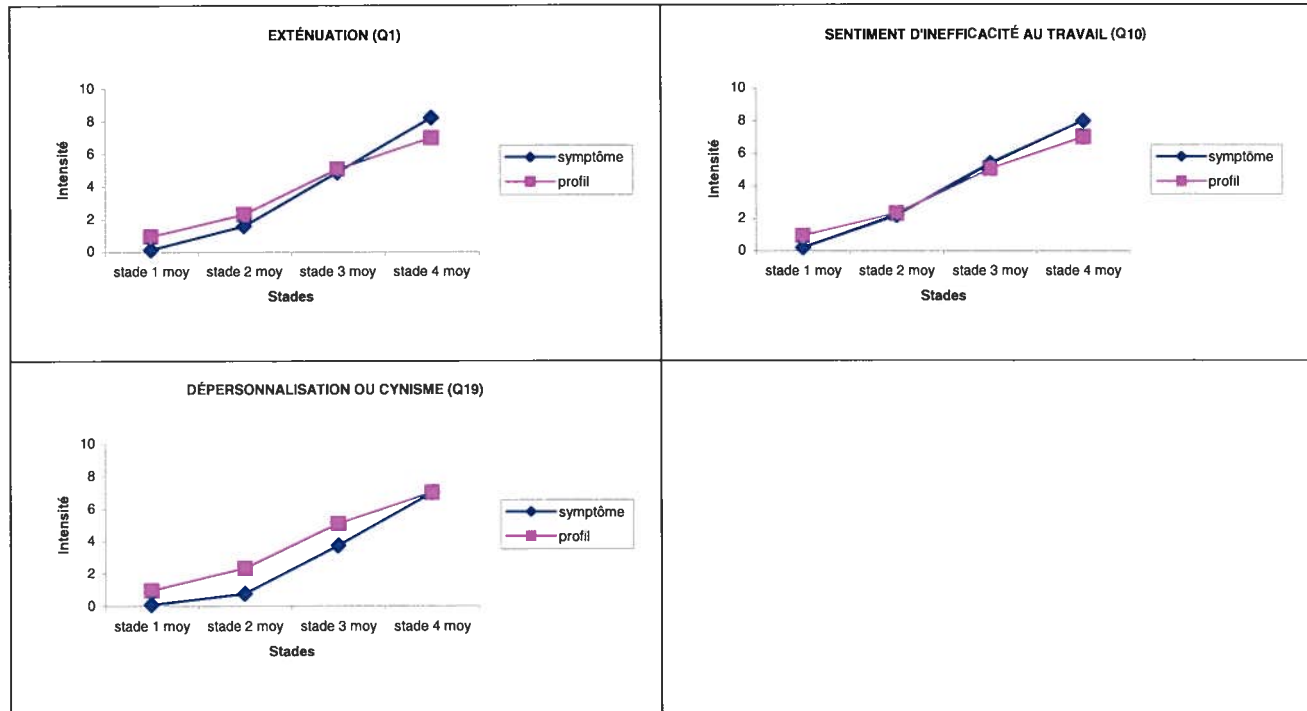 EXTÉNUATION (Q1)
10
8
6
4
2
0
Intensité
stade 1 moy stade 2 moy stade 3 moy stade 4 moy
Stades
symptôme
profil
SENTIMENT D'INEFFICACITÉ AU TRAVAIL (Q10)
10
8
6
4
2
0
Intensité
stade 1 moy stade 2 moy stade 3 moy stade 4 moy
Stades
symptôme
profil
DÉPERSONNALISATION OU CYNISME (Q19)
10
8
6
4
2
0
Intensité
stade 1 moy stade 2 moy stade 3 moy stade 4 moy
Stades
symptôme
profil